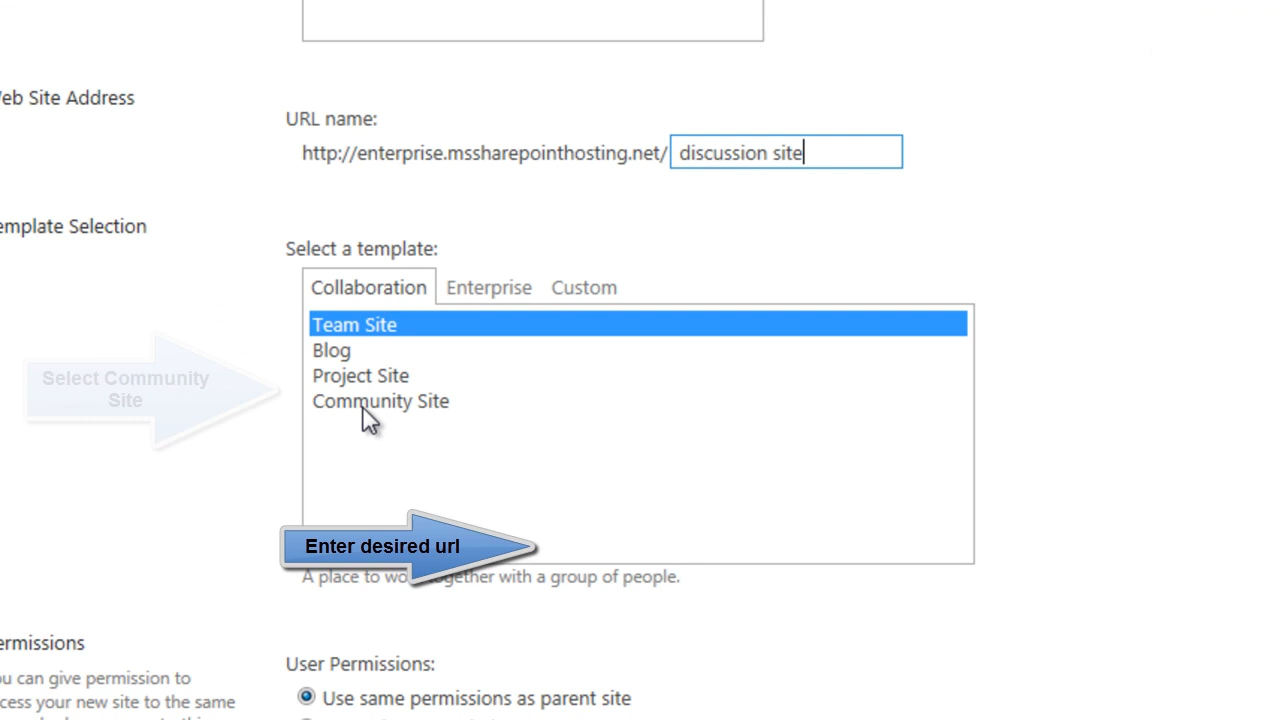 eb Site Address
URL name:
http://enterprise.mssharepointhosting.net/ discussion site
emplate Selection
Select a template:
Collaboration Enterprise Custom
Team Site
Blog
Project Site
Community Site
Select Community
Site
Enter desired url
A place to wo together with a group of people.
ermissions
User Permissions:
ou can give permission to
cess your new site to the same
Use same permissions as parent site